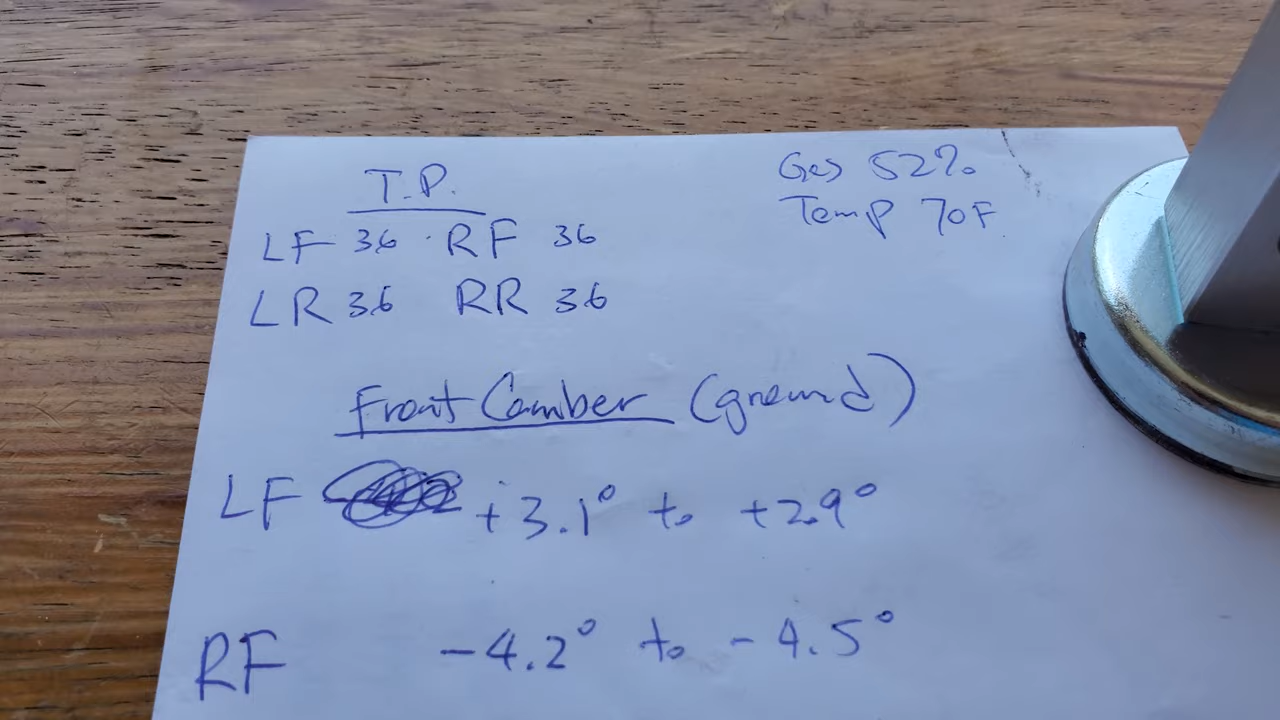 T.P.
Gas 52%
Temp 70F
LF 36 RF 36
LR 36 RR 36
Front Camber (ground)
LF +3.1° to +2.9°
RF -4.2° to -4.5°